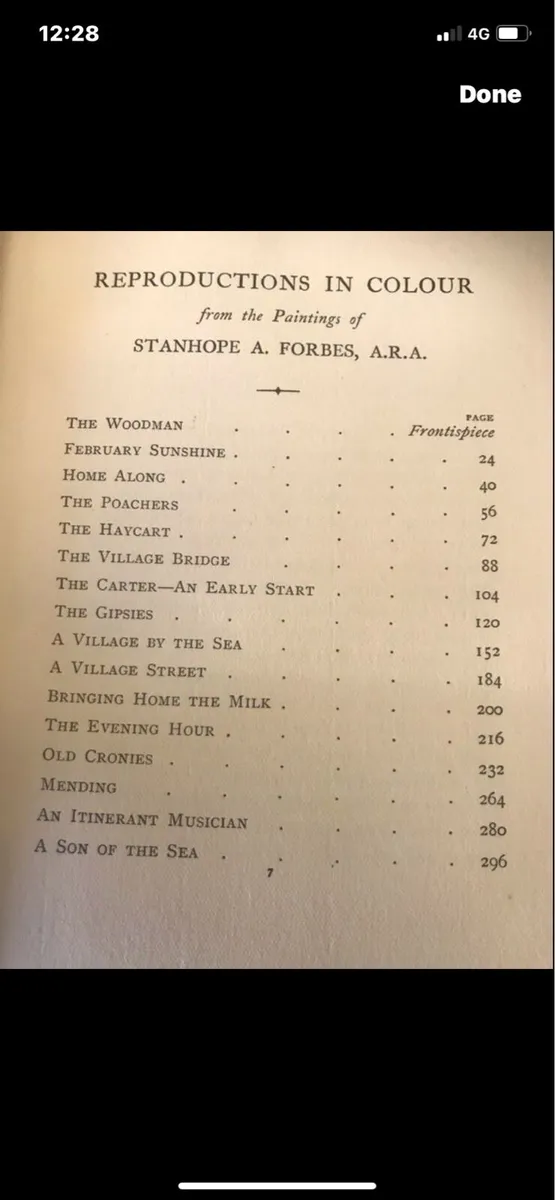 12:28
4G
Done
REPRODUCTIONS IN COLOUR
from the Paintings of
STANHOPE A. FORBES, A.R.A.
PAGE
THE WOODMAN . . . . Frontispiece
FEBRUARY SUNSHINE . . . . . 24
HOME ALONG . . . . . . 40
THE POACHERS . . . . . 56
THE HAYCART . . . . . . 72
THE VILLAGE BRIDGE . . . . 88
THE CARTER—AN EARLY START . . . 104
THE GIPSIES . . . . . . 120
A VILLAGE BY THE SEA . . . . 152
A VILLAGE STREET . . . . . 184
BRINGING HOME THE MILK . . . . 200
THE EVENING HOUR . . . . . 216
OLD CRONIES . . . . . . 232
MENDING . . . . . . 264
AN ITINERANT MUSICIAN . . . . 280
A SON OF THE SEA . . . . . 296
7